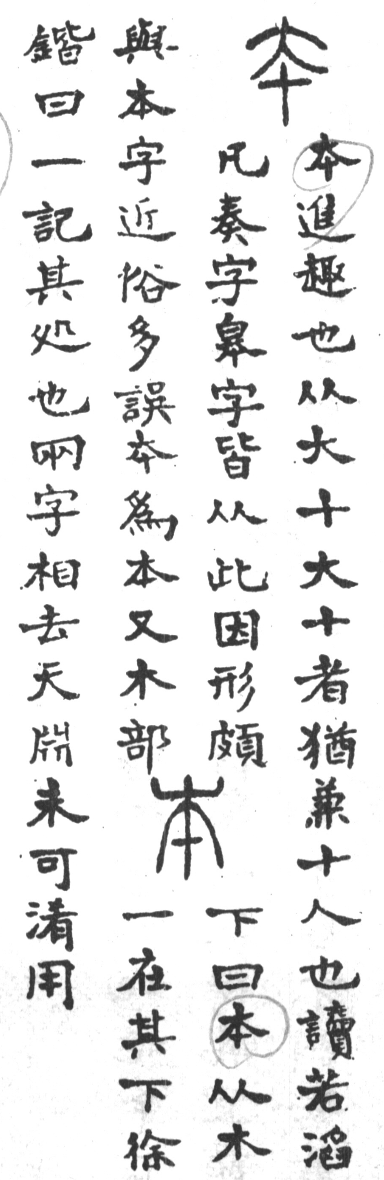 夲
夲進趣也从大十大十者猶兼十人也讀若滔
凡奏字皋字皆从此因形頗
與本字近俗多誤夲爲本又木部
本
下曰本从木
一在其下徐
鍇曰一記其処也兩字相去天淵未可淆用